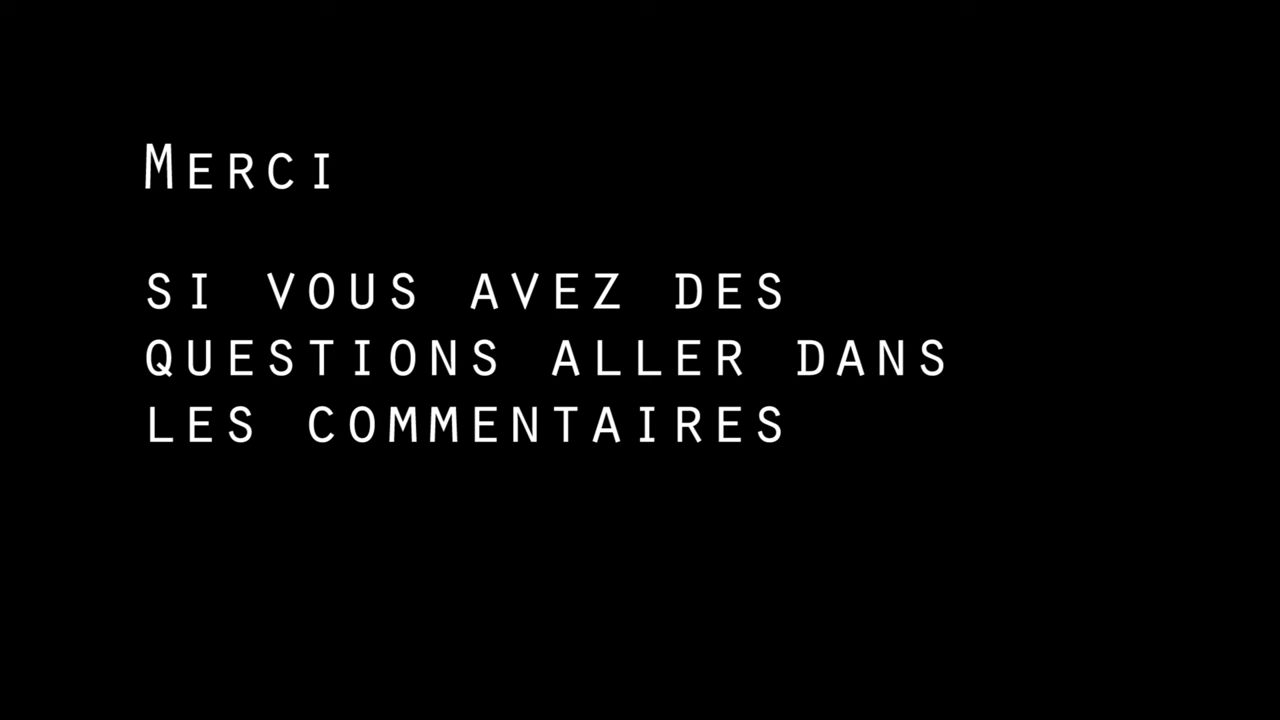 Merci
si vous avez des
questions aller dans
les commentaires